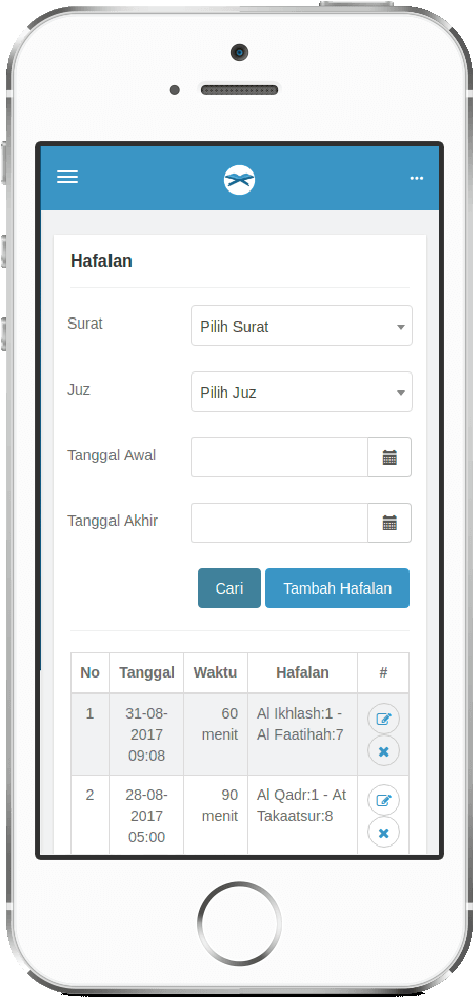 Hafalan
Surat
Pilih Surat
Juz
Pilih Juz
Tanggal Awal
Tanggal Akhir
Cari
Tambah Hafalan
No Tanggal Waktu Hafalan #
1 31-08- 60 Al Ikhlash:1 -
2017 menit Al Faatihah:7
09:08
2 28-08- 90 Al Qadr:1 - At
2017 menit Takaatsur:8
05:00